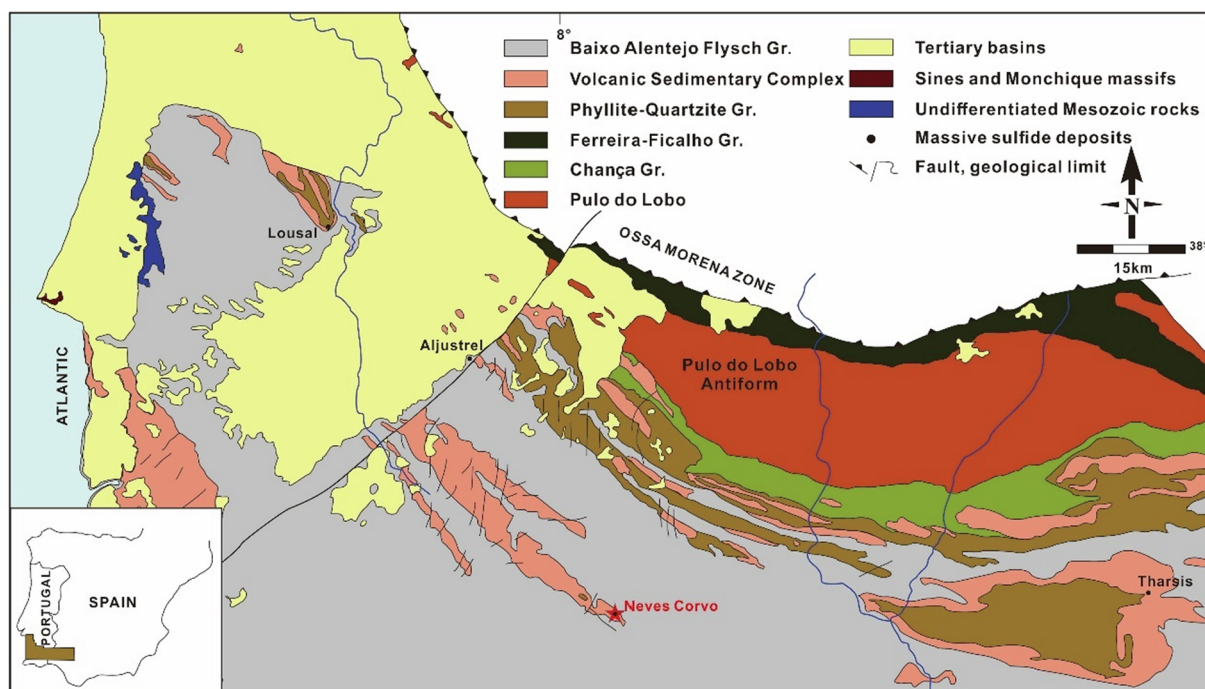 8°
Baixo Alentejo Flysch Gr.
Volcanic Sedimentary Complex
Phyllite-Quartzite Gr.
Ferreira-Ficalho Gr.
Chança Gr.
Pulo do Lobo
Tertiary basins
Sines and Monchique massifs
Undifferentiated Mesozoic rocks
Massive sulfide deposits
Fault, geological limit
N
38°
15km
Lousal
OSSA MORENA ZONE
Aljustrel
ATLANTIC
Pulo do Lobo
Antiform
Tharsis
Neves Corvo
PORTUGAL
SPAIN